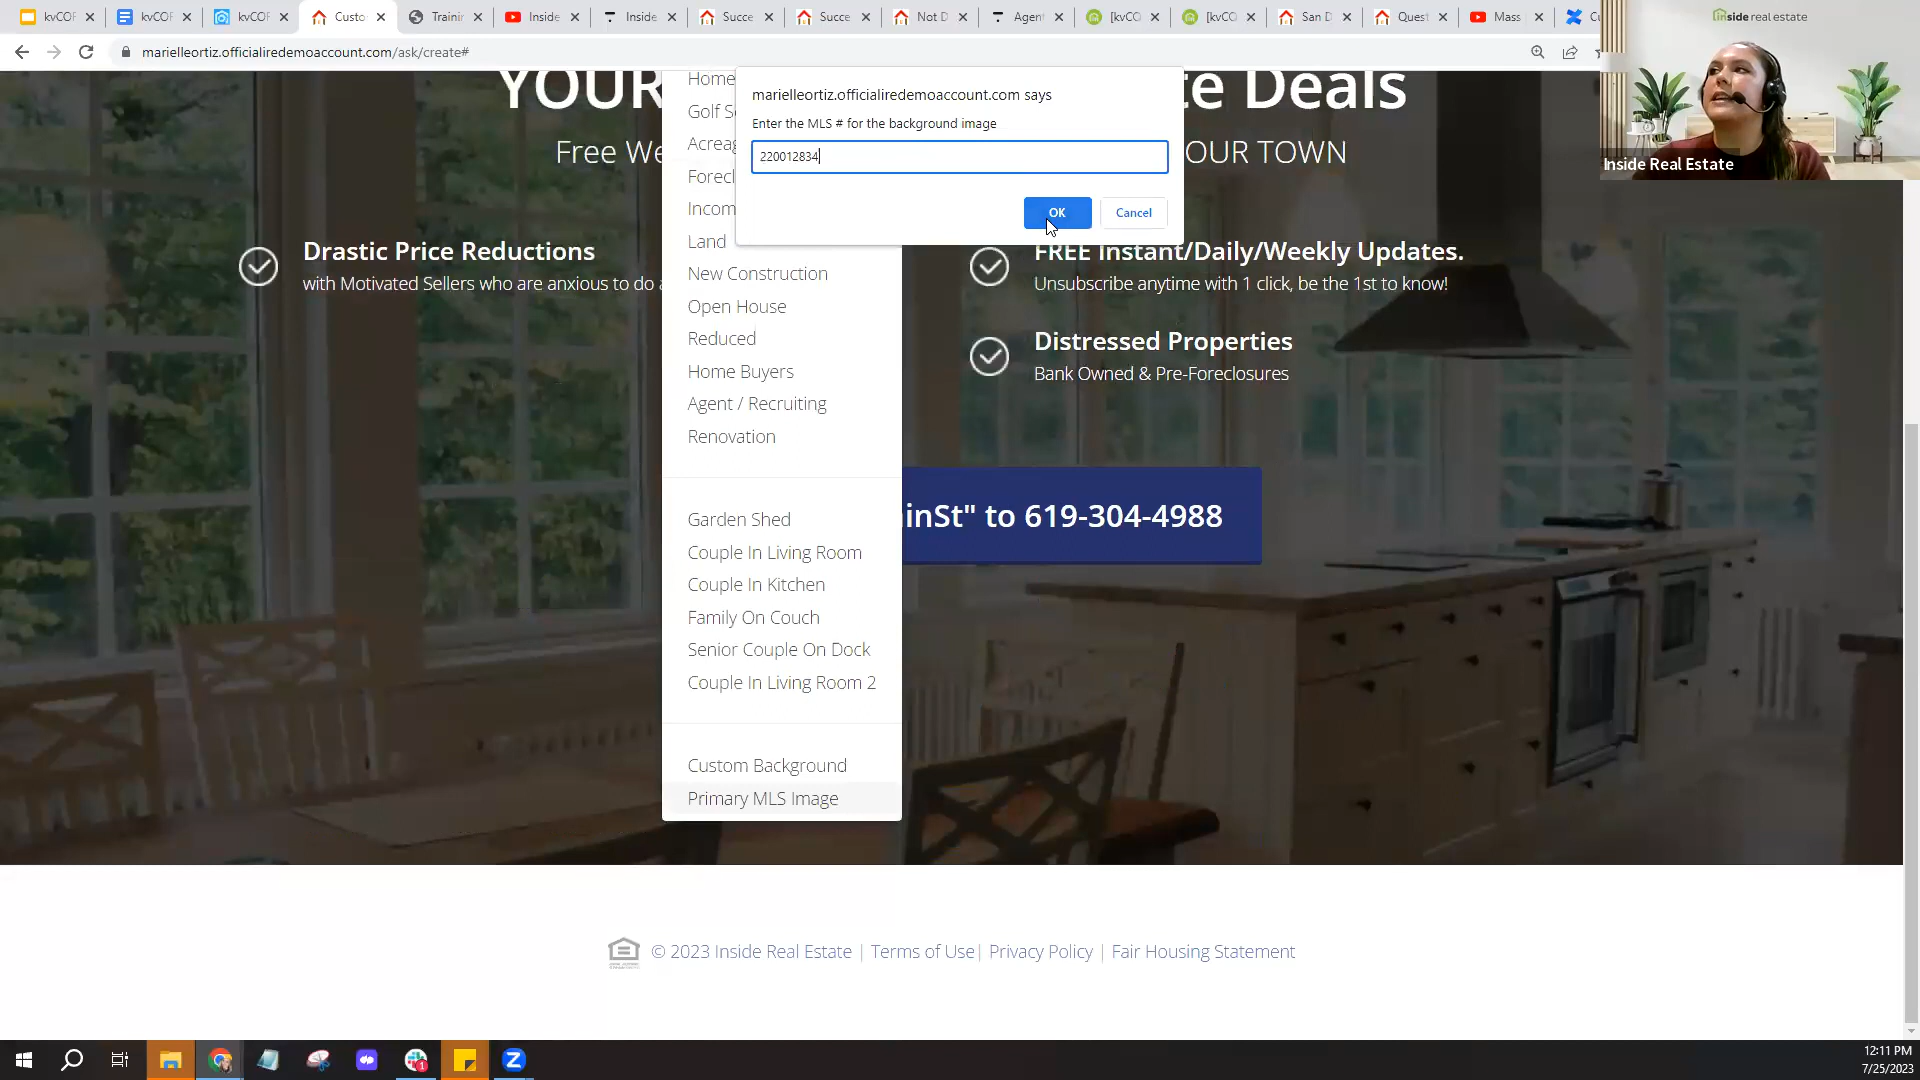 kvCOF
kvCOF
kvCOF
Custo
Trainir
Inside
Inside
Succe
Succe
Not D
Agent
[kvCO
[kvCO
San D
Quest
Mass
marielleortiz.officialiredemoaccount.com/ask/create#
inside real estate
Inside Real Estate
YOUR
te Deals
Free We
OUR TOWN
marielleortiz.officialiredemoaccount.com says
Enter the MLS # for the background image
220012834
OK
Cancel
Home
Golf S
Acreag
Forecl
Incom
Land
New Construction
Open House
Reduced
Home Buyers
Agent / Recruiting
Renovation
Garden Shed
Couple In Living Room
Couple In Kitchen
Family On Couch
Senior Couple On Dock
Couple In Living Room 2
Custom Background
Primary MLS Image
Drastic Price Reductions
with Motivated Sellers who are anxious to do a
FREE Instant/Daily/Weekly Updates.
Unsubscribe anytime with 1 click, be the 1st to know!
Distressed Properties
Bank Owned & Pre-Foreclosures
inSt" to 619-304-4988
© 2023 Inside Real Estate | Terms of Use | Privacy Policy | Fair Housing Statement
12:11 PM
7/25/2023